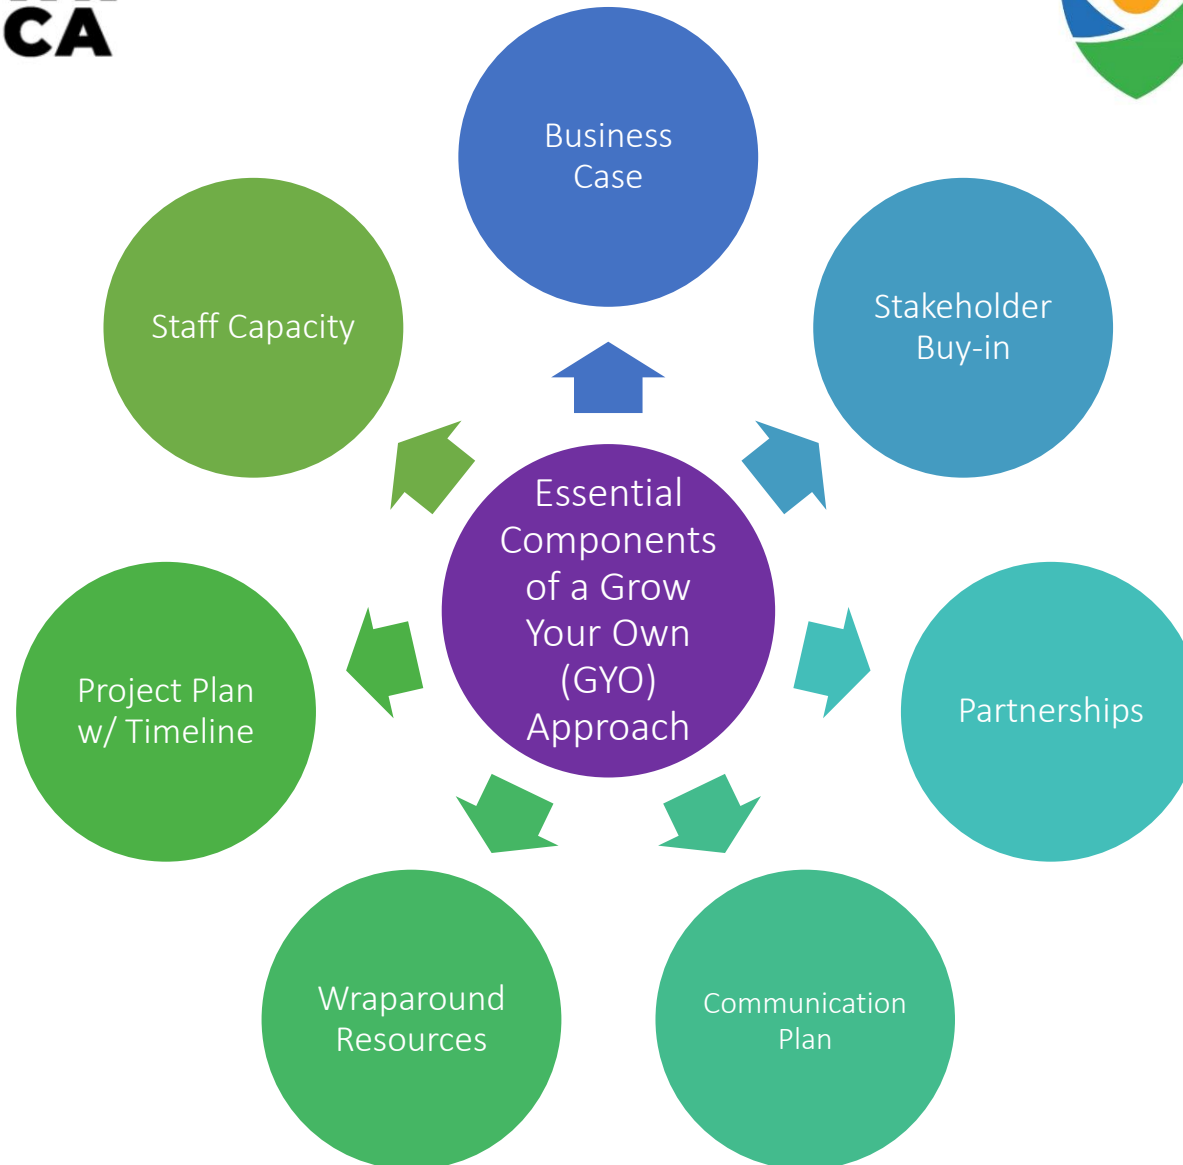 CA
Business
Case
Stakeholder
Buy-in
Staff Capacity
Essential
Components
of a Grow
Your Own
(GYO)
Approach
Partnerships
Project Plan
w/ Timeline
Wraparound
Resources
Communication
Plan